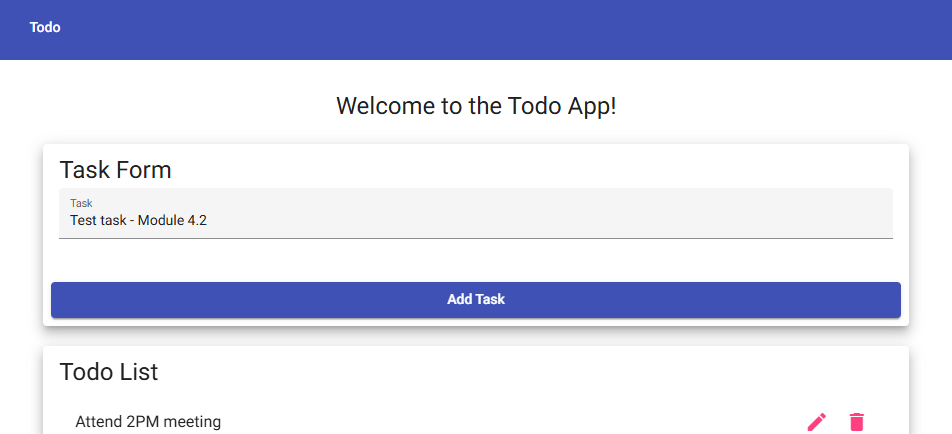 Todo
Welcome to the Todo App!
Task Form
Task
Test task - Module 4.2
Add Task
Todo List
Attend 2PM meeting